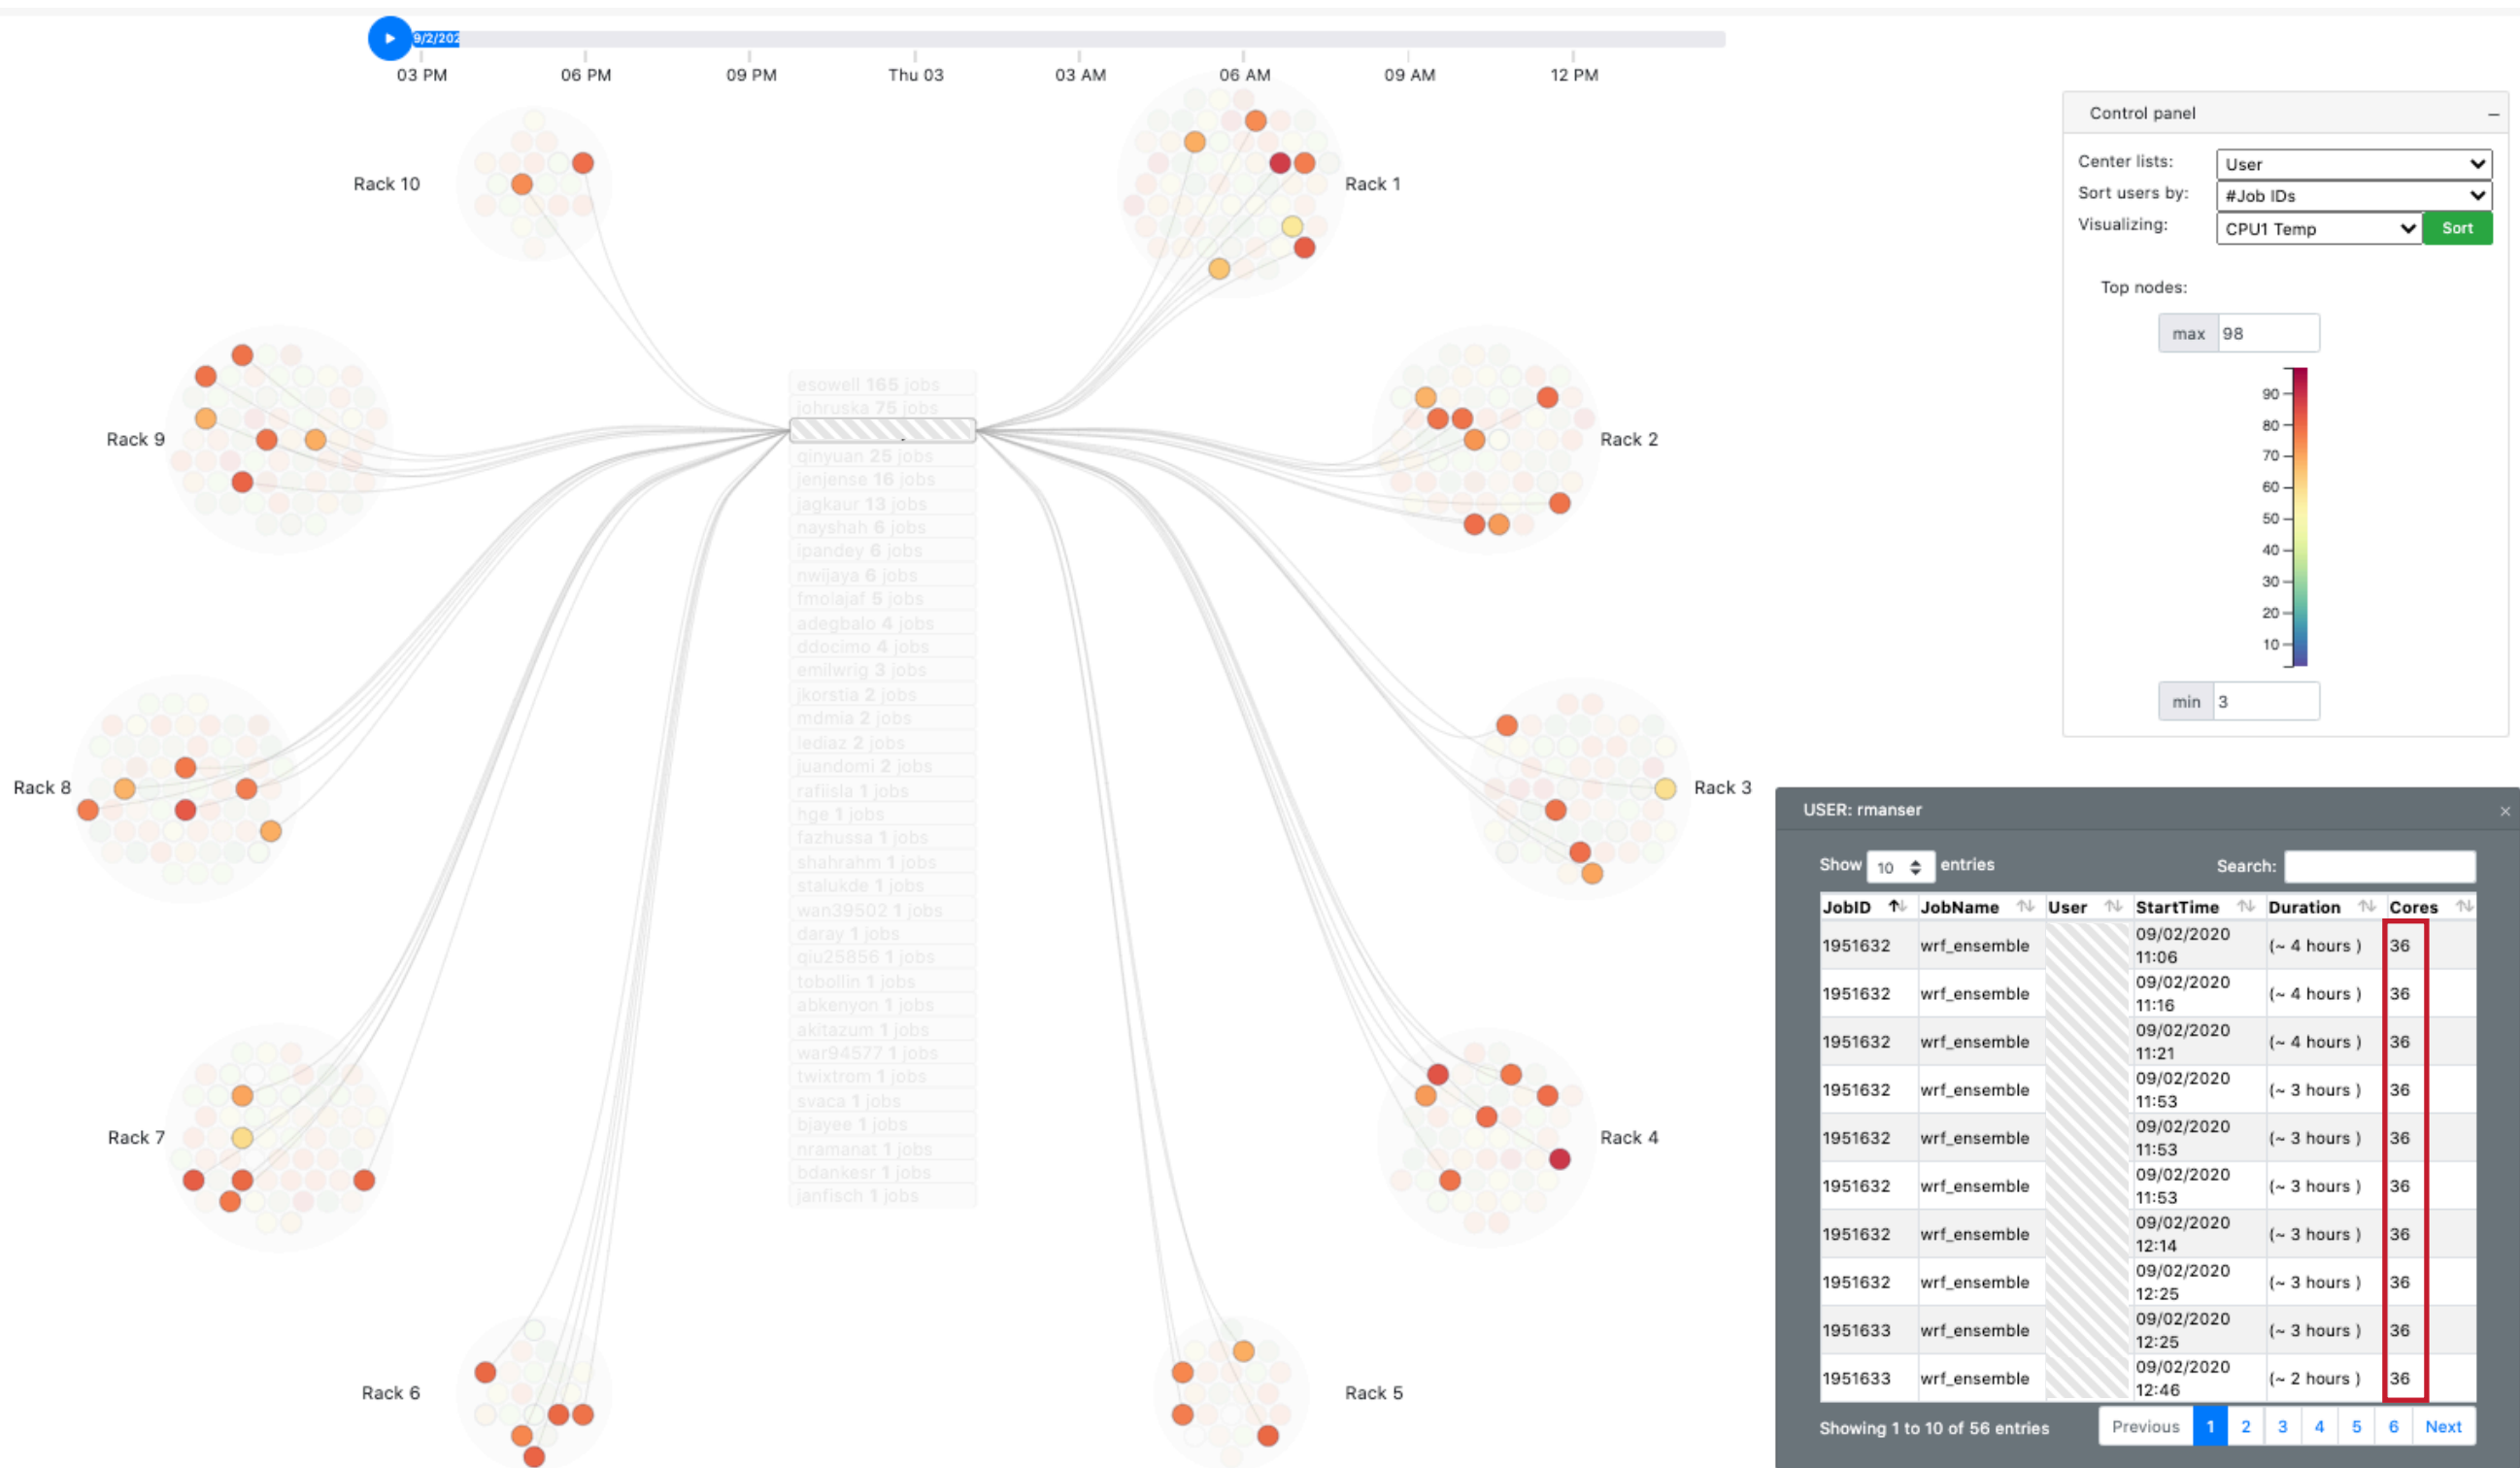 9/2/202
03 PM 06 PM 09 PM Thu 03 03 AM 06 AM 09 AM 12 PM
Rack 10
Rack 1
Rack 9
Rack 2
Rack 8
Rack 3
Rack 7
Rack 4
Rack 6
Rack 5
esowell 165 jobs
johruska 75 jobs
qinyuan 25 jobs
jenjense 16 jobs
jagkaur 13 jobs
nayshah 6 jobs
ipandey 6 jobs
nwijaya 6 jobs
fmolajaf 5 jobs
adegbalo 4 jobs
ddocimo 4 jobs
emilwrig 3 jobs
jkorstia 2 jobs
mdmia 2 jobs
lediaz 2 jobs
juandomi 2 jobs
rafiisla 1 jobs
hge 1 jobs
fazhussa 1 jobs
shahrahm 1 jobs
stalukde 1 jobs
wan39502 1 jobs
daray 1 jobs
qiu25856 1 jobs
tobollin 1 jobs
abkenyon 1 jobs
akitazum 1 jobs
war94577 1 jobs
twixtrom 1 jobs
svaca 1 jobs
bjayee 1 jobs
nramanat 1 jobs
bdankesr 1 jobs
janfisch 1 jobs
Control panel –
Center lists: User
Sort users by: #Job IDs
Visualizing: CPU1 Temp Sort
Top nodes:
max 98
90
80
70
60
50
40
30
20
10
min 3
USER: rmanser ×
Show 10 entries Search:
JobID JobName User StartTime Duration Cores
1951632 wrf_ensemble 09/02/2020 11:06 (~ 4 hours ) 36
1951632 wrf_ensemble 09/02/2020 11:16 (~ 4 hours ) 36
1951632 wrf_ensemble 09/02/2020 11:21 (~ 4 hours ) 36
1951632 wrf_ensemble 09/02/2020 11:53 (~ 3 hours ) 36
1951632 wrf_ensemble 09/02/2020 11:53 (~ 3 hours ) 36
1951632 wrf_ensemble 09/02/2020 11:53 (~ 3 hours ) 36
1951632 wrf_ensemble 09/02/2020 12:14 (~ 3 hours ) 36
1951632 wrf_ensemble 09/02/2020 12:25 (~ 3 hours ) 36
1951633 wrf_ensemble 09/02/2020 12:25 (~ 3 hours ) 36
1951633 wrf_ensemble 09/02/2020 12:46 (~ 2 hours ) 36
Showing 1 to 10 of 56 entries Previous 1 2 3 4 5 6 Next